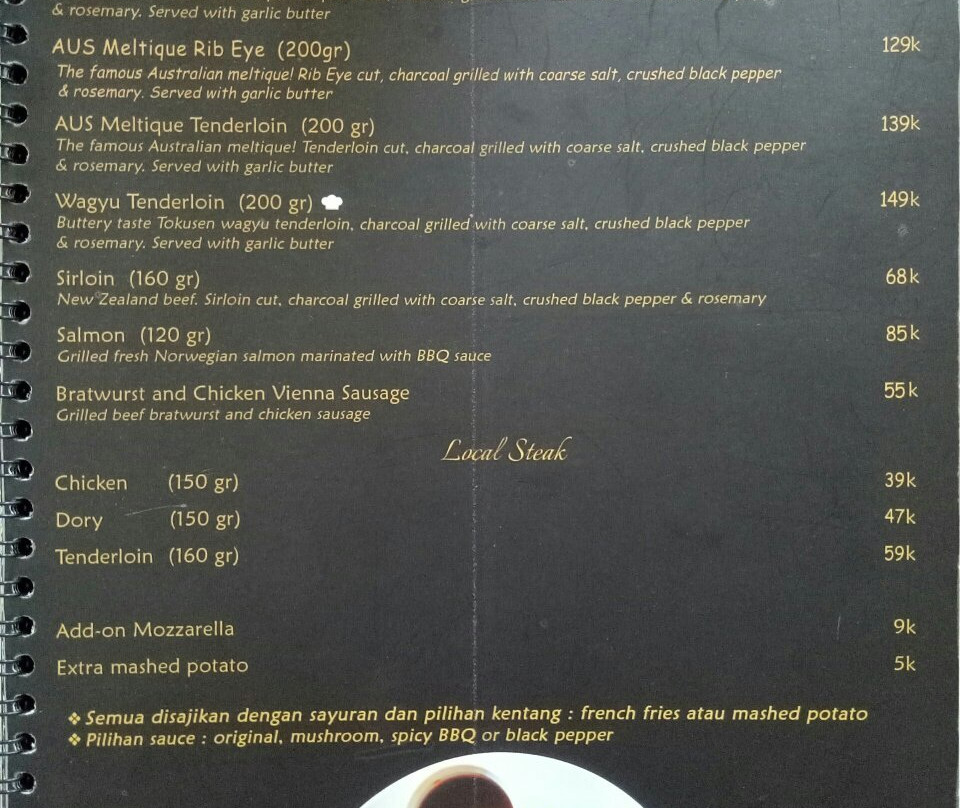 & rosemary. Served with garlic butter
AUS Meltique Rib Eye (200gr) 129k
The famous Australian meltique! Rib Eye cut, charcoal grilled with coarse salt, crushed black pepper
& rosemary. Served with garlic butter
AUS Meltique Tenderloin (200 gr) 139k
The famous Australian meltique! Tenderloin cut, charcoal grilled with coarse salt, crushed black pepper
& rosemary. Served with garlic butter
Wagyu Tenderloin (200 gr) 149k
Buttery taste Tokusen wagyu tenderloin, charcoal grilled with coarse salt, crushed black pepper
& rosemary. Served with garlic butter
Sirloin (160 gr) 68k
New Zealand beef. Sirloin cut, charcoal grilled with coarse salt, crushed black pepper & rosemary
Salmon (120 gr) 85k
Grilled fresh Norwegian salmon marinated with BBQ sauce
Bratwurst and Chicken Vienna Sausage 55k
Grilled beef bratwurst and chicken sausage
Local Steak
Chicken (150 gr) 39k
Dory (150 gr) 47k
Tenderloin (160 gr) 59k
Add-on Mozzarella 9k
Extra mashed potato 5k
❖ Semua disajikan dengan sayuran dan pilihan kentang : french fries atau mashed potato
❖ Pilihan sauce : original, mushroom, spicy BBQ or black pepper